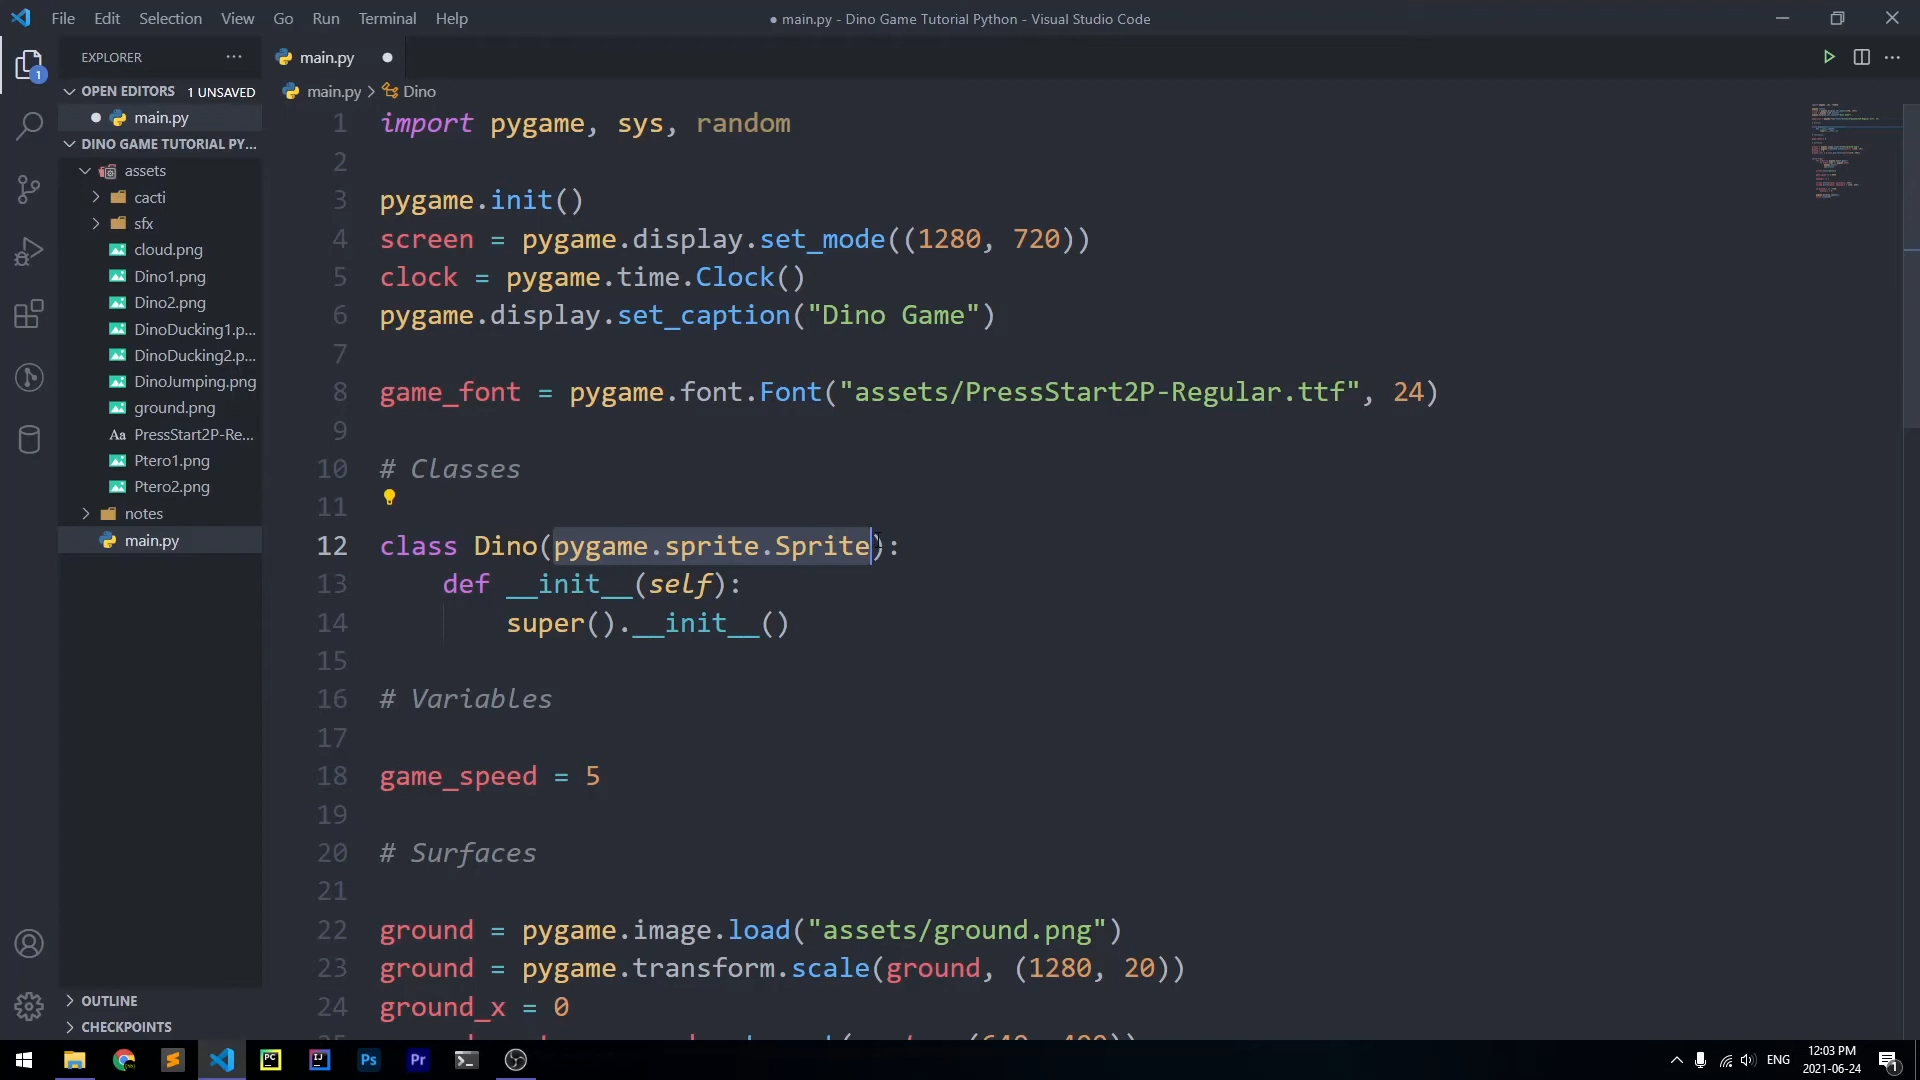 File Edit Selection View Go Run Terminal Help
● main.py - Dino Game Tutorial Python - Visual Studio Code
EXPLORER
OPEN EDITORS 1 UNSAVED
main.py
DINO GAME TUTORIAL PY...
assets
cacti
sfx
cloud.png
Dino1.png
Dino2.png
DinoDucking1.p...
DinoDucking2.p...
DinoJumping.png
ground.png
Aa PressStart2P-Re...
Ptero1.png
Ptero2.png
notes
main.py
OUTLINE
CHECKPOINTS
1
main.py
main.py > Dino
1 import pygame, sys, random
2
3 pygame.init()
4 screen = pygame.display.set_mode((1280, 720))
5 clock = pygame.time.Clock()
6 pygame.display.set_caption("Dino Game")
7
8 game_font = pygame.font.Font("assets/PressStart2P-Regular.ttf", 24)
9
10 # Classes
11
12 class Dino(pygame.sprite.Sprite):
13 def __init__(self):
14 super().__init__()
15
16 # Variables
17
18 game_speed = 5
19
20 # Surfaces
21
22 ground = pygame.image.load("assets/ground.png")
23 ground = pygame.transform.scale(ground, (1280, 20))
24 ground_x = 0
PC
IJ
Ps
Pr
ENG
12:03 PM
2021-06-24
1